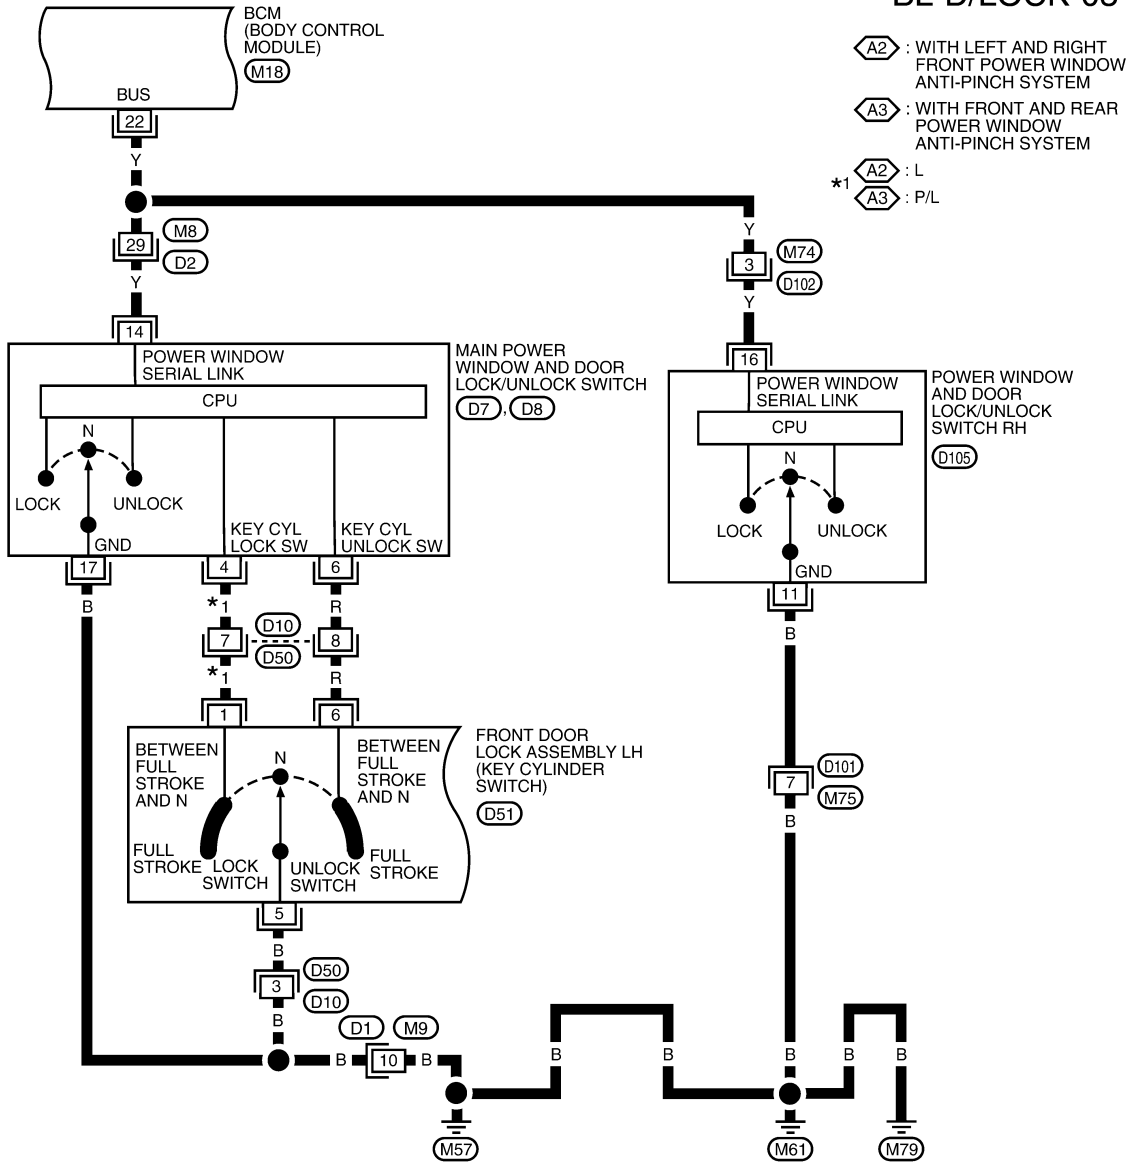 BCM
(BODY CONTROL
MODULE)
M18
BUS
22
Y
A2 : WITH LEFT AND RIGHT
FRONT POWER WINDOW
ANTI-PINCH SYSTEM
A3 : WITH FRONT AND REAR
POWER WINDOW
ANTI-PINCH SYSTEM
*1
A2 : L
A3 : P/L
29
M8
D2
Y
14
Y
3
M74
D102
Y
16
POWER WINDOW
SERIAL LINK
CPU
N
LOCK
UNLOCK
GND
KEY CYL
LOCK SW
KEY CYL
UNLOCK SW
MAIN POWER
WINDOW AND DOOR
LOCK/UNLOCK SWITCH
D7 , D8
POWER WINDOW
SERIAL LINK
CPU
N
LOCK
UNLOCK
GND
POWER WINDOW
AND DOOR
LOCK/UNLOCK
SWITCH RH
D105
17
4
6
11
B
*1
R
B
7
D10
D50
8
*1
R
1
6
BETWEEN
FULL
STROKE
AND N
N
BETWEEN
FULL
STROKE
AND N
FULL
STROKE
LOCK
SWITCH
UNLOCK
SWITCH
FULL
STROKE
FRONT DOOR
LOCK ASSEMBLY LH
(KEY CYLINDER
SWITCH)
D51
7
D101
M75
B
5
B
3
D50
D10
B
D1
M9
B
10
B
B
B
B
B
B
M57
M61
M79